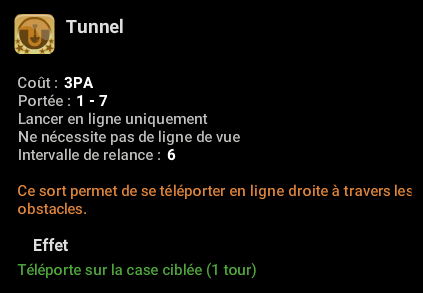 Tunnel
Coût : 3PA
Portée : 1 - 7
Lancer en ligne uniquement
Ne nécessite pas de ligne de vue
Intervalle de relance : 6
Ce sort permet de se téléporter en ligne droite à travers les
obstacles.
Effet
Téléporte sur la case ciblée (1 tour)